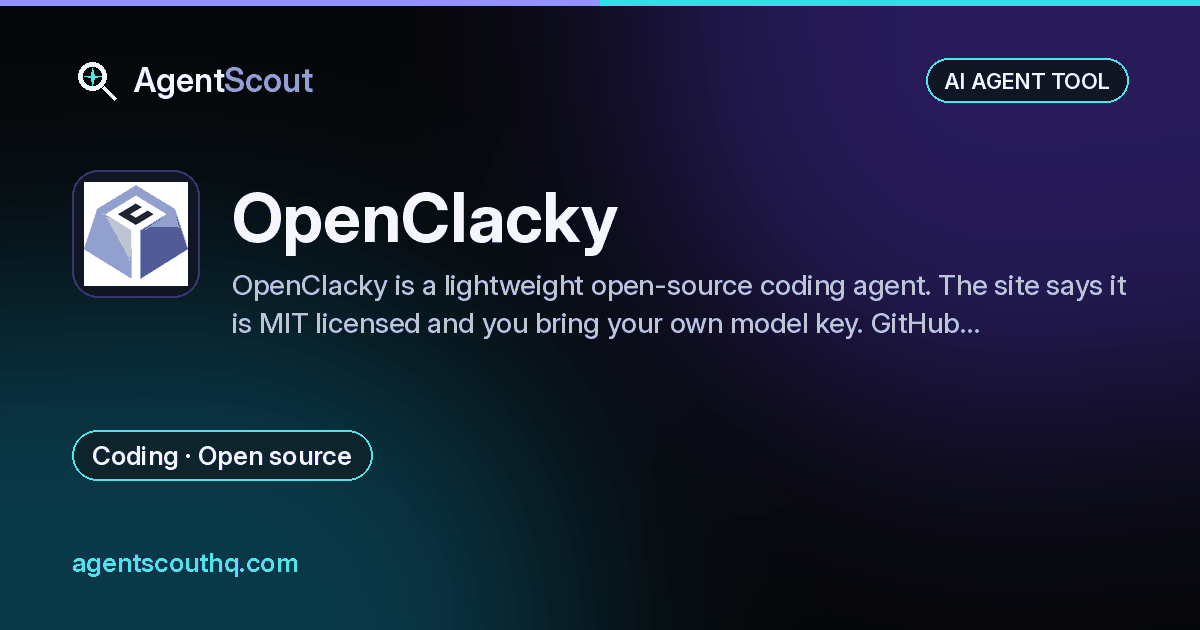 AgentScout
AI AGENT TOOL
OpenClacky
OpenClacky is a lightweight open-source coding agent. The site says it
is MIT licensed and you bring your own model key. GitHub...
Coding · Open source
agentscouthq.com